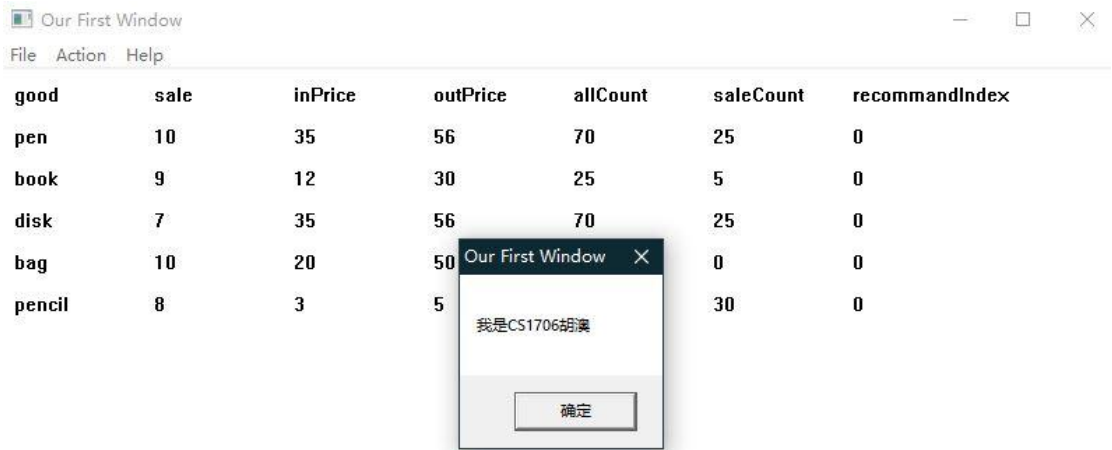 Our First Window
File Action Help
good sale inPrice outPrice allCount saleCount recommandIndex
pen 10 35 56 70 25 0
book 9 12 30 25 5 0
disk 7 35 56 70 25 0
bag 10 20 50 0 0
pencil 8 3 5 30 0
Our First Window
我是CS1706胡澳
确定